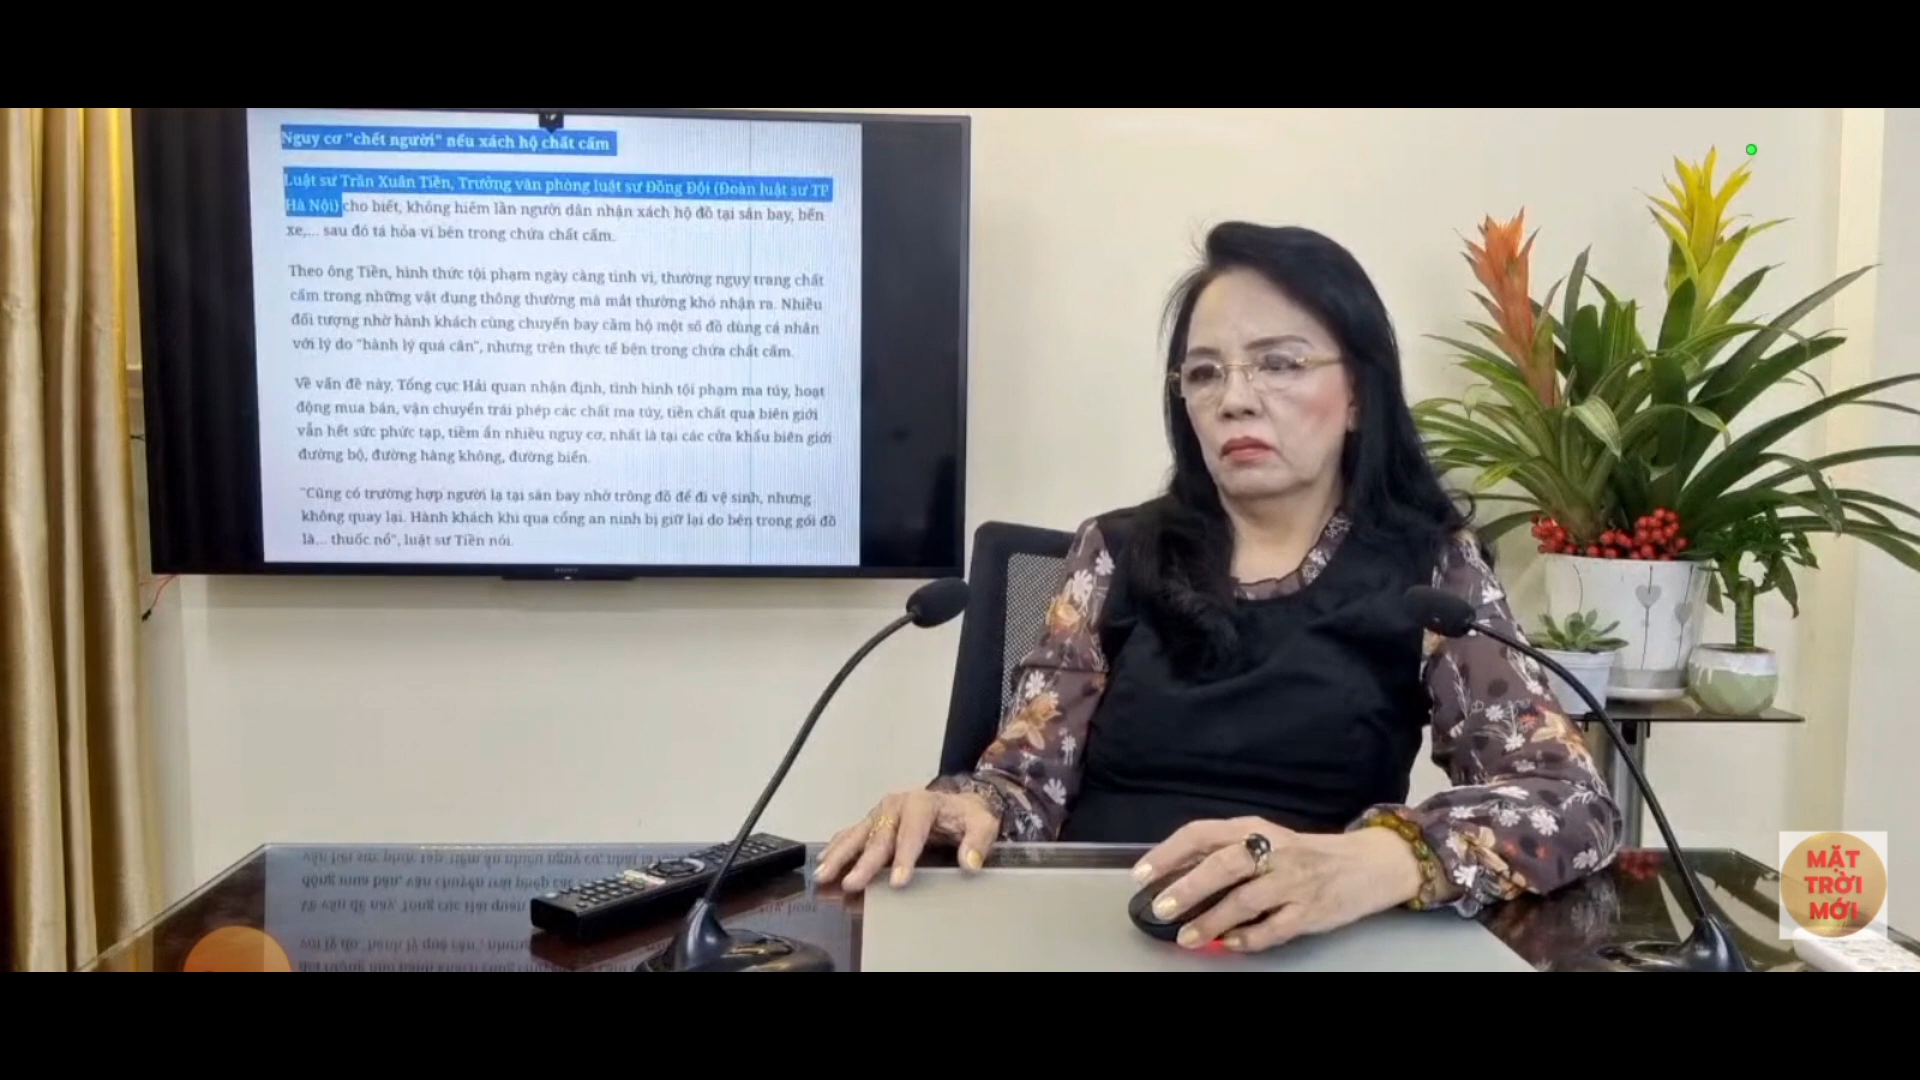 Nguy cơ "chết người" nếu xách hộ chất cấm
Luật sư Trần Xuân Tiền, Trưởng văn phòng luật sư Đồng Đội (Đoàn luật sư TP
Hà Nội) cho biết, không hiếm lần người dân nhận xách hộ đồ tại sân bay, bến
xe,... sau đó tá hỏa vì bên trong chứa chất cấm.
Theo ông Tiền, hình thức tội phạm ngày càng tinh vi, thường ngụy trang chất
cấm trong những vật dụng thông thường mà mắt thường khó nhận ra. Nhiều
đối tượng nhờ hành khách cùng chuyến bay cầm hộ một số đồ dùng cá nhân
với lý do "hành lý quá cân", nhưng trên thực tế bên trong chứa chất cấm.
Về vấn đề này, Tổng cục Hải quan nhận định, tình hình tội phạm ma túy, hoạt
động mua bán, vận chuyển trái phép các chất ma túy, tiền chất qua biên giới
vẫn hết sức phức tạp, tiềm ẩn nhiều nguy cơ, nhất là tại các cửa khẩu biên giới
đường bộ, đường hàng không, đường biển.
"Cũng có trường hợp người lạ tại sân bay nhờ trông đồ để đi vệ sinh, nhưng
không quay lại. Hành khách khi qua cổng an ninh bị giữ lại do bên trong gói đồ
là... thuốc nổ", luật sư Tiền nói.
SONY
MẶT
TRỜI
MỚI